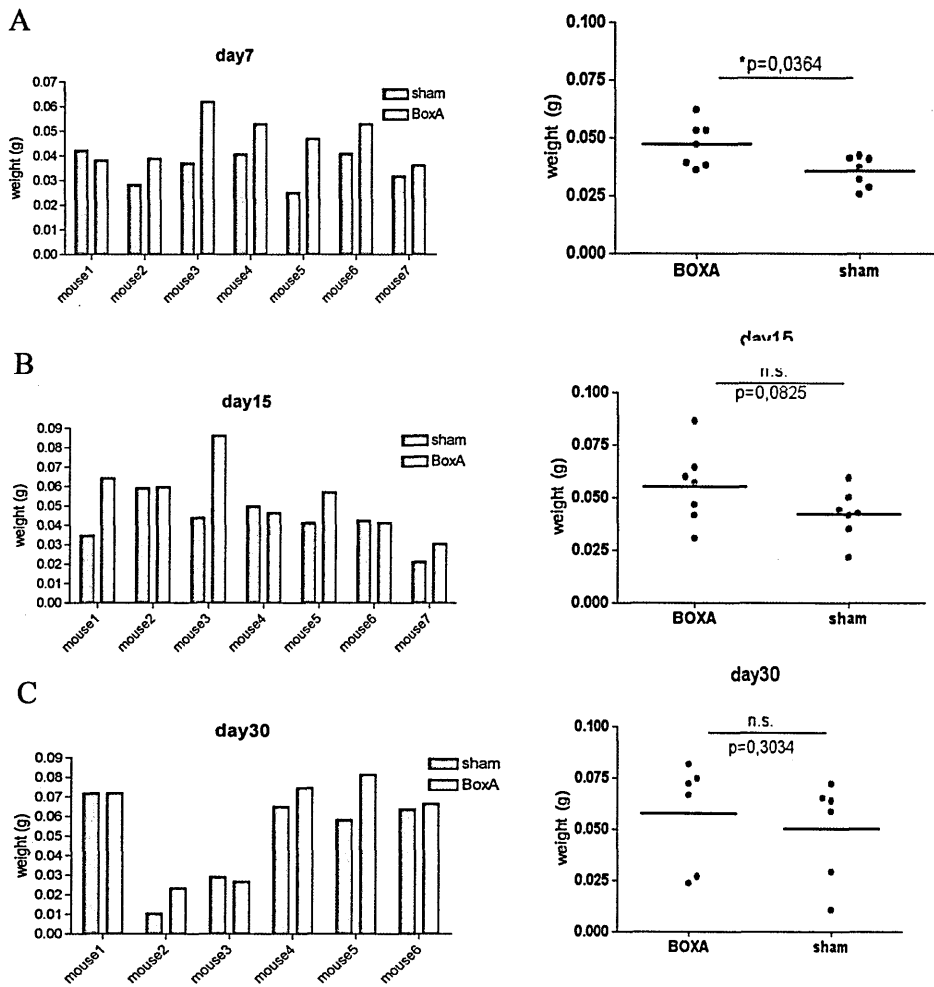 A
day7
weight (g)
0.07
0.06
0.05
0.04
0.03
0.02
0.01
0.00
sham
BoxA
mouse1
mouse2
mouse3
mouse4
mouse5
mouse6
mouse7
weight (g)
0.100
0.075
0.050
0.025
0.000
*p=0,0364
BOXA
sham
B
day15
weight (g)
0.09
0.08
0.07
0.06
0.05
0.04
0.03
0.02
0.01
0.00
sham
BoxA
mouse1
mouse2
mouse3
mouse4
mouse5
mouse6
mouse7
day15
n.s.
p=0,0825
weight (g)
0.100
0.075
0.050
0.025
0.000
BOXA
sham
C
day30
weight (g)
0.09
0.08
0.07
0.06
0.05
0.04
0.03
0.02
0.01
0.00
sham
BoxA
mouse1
mouse2
mouse3
mouse4
mouse5
mouse6
day30
n.s.
p=0,3034
weight (g)
0.100
0.075
0.050
0.025
0.000
BOXA
sham